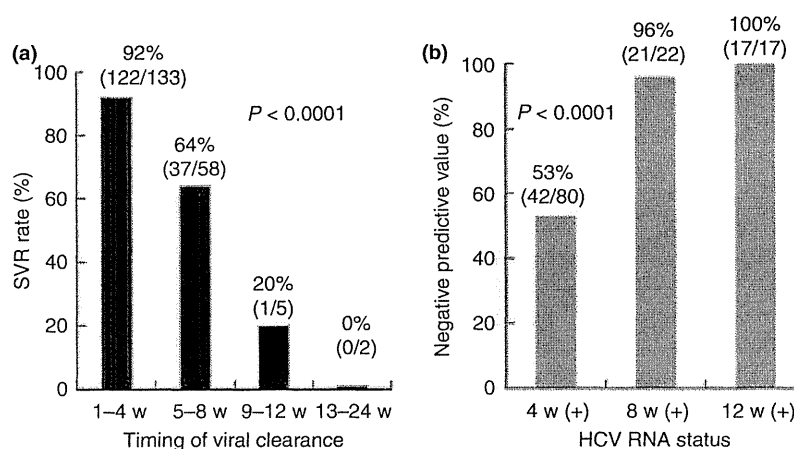 (a)
92%
(122/133)
100
80
60
40
20
0
SVR rate (%)
P < 0.0001
64%
(37/58)
20%
(1/5)
0%
(0/2)
1–4 w 5–8 w 9–12 w 13–24 w
Timing of viral clearance
(b)
96%
(21/22)
100%
(17/17)
100
80
60
40
20
0
Negative predictive value (%)
P < 0.0001
53%
(42/80)
4 w (+) 8 w (+) 12 w (+)
HCV RNA status